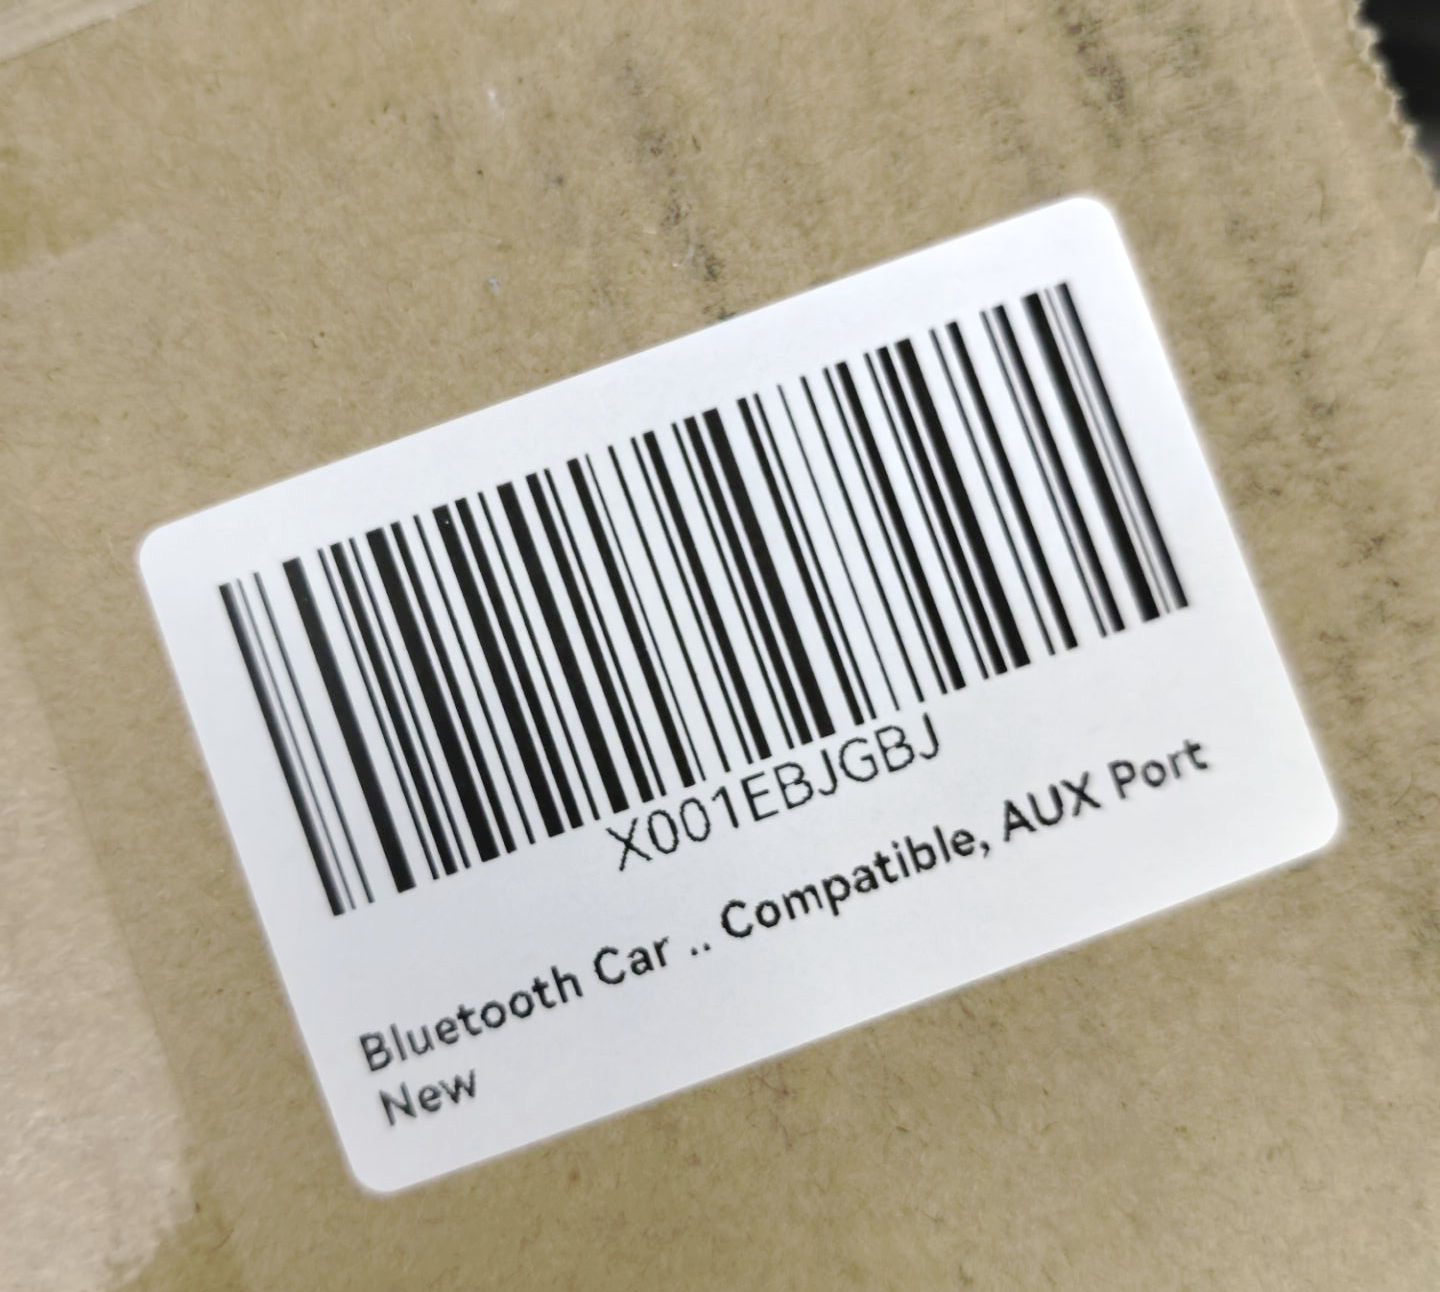 X001EBJGBJ
Bluetooth Car .. Compatible, AUX Port
New